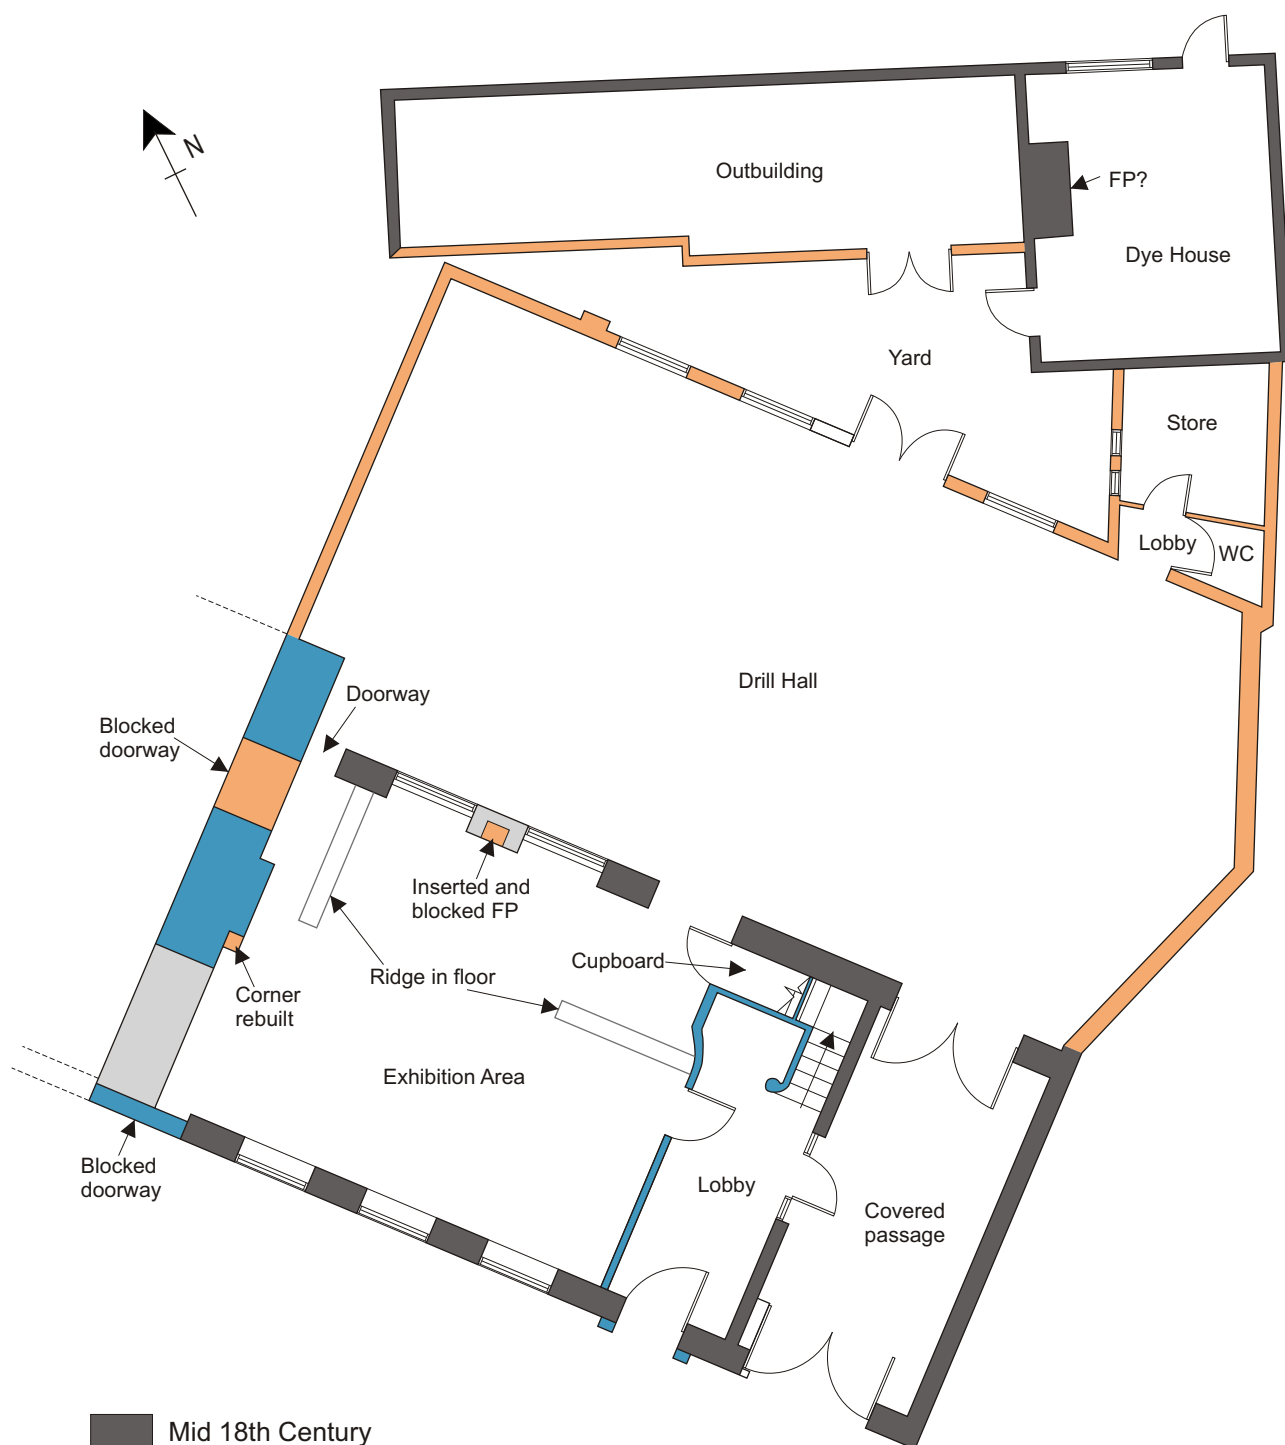 N
Outbuilding
FP?
Dye House
Yard
Store
Lobby
WC
Drill Hall
Doorway
Blocked
doorway
Inserted and
blocked FP
Cupboard
Ridge in floor
Corner
rebuilt
Exhibition Area
Blocked
doorway
Lobby
Covered
passage
Mid 18th Century